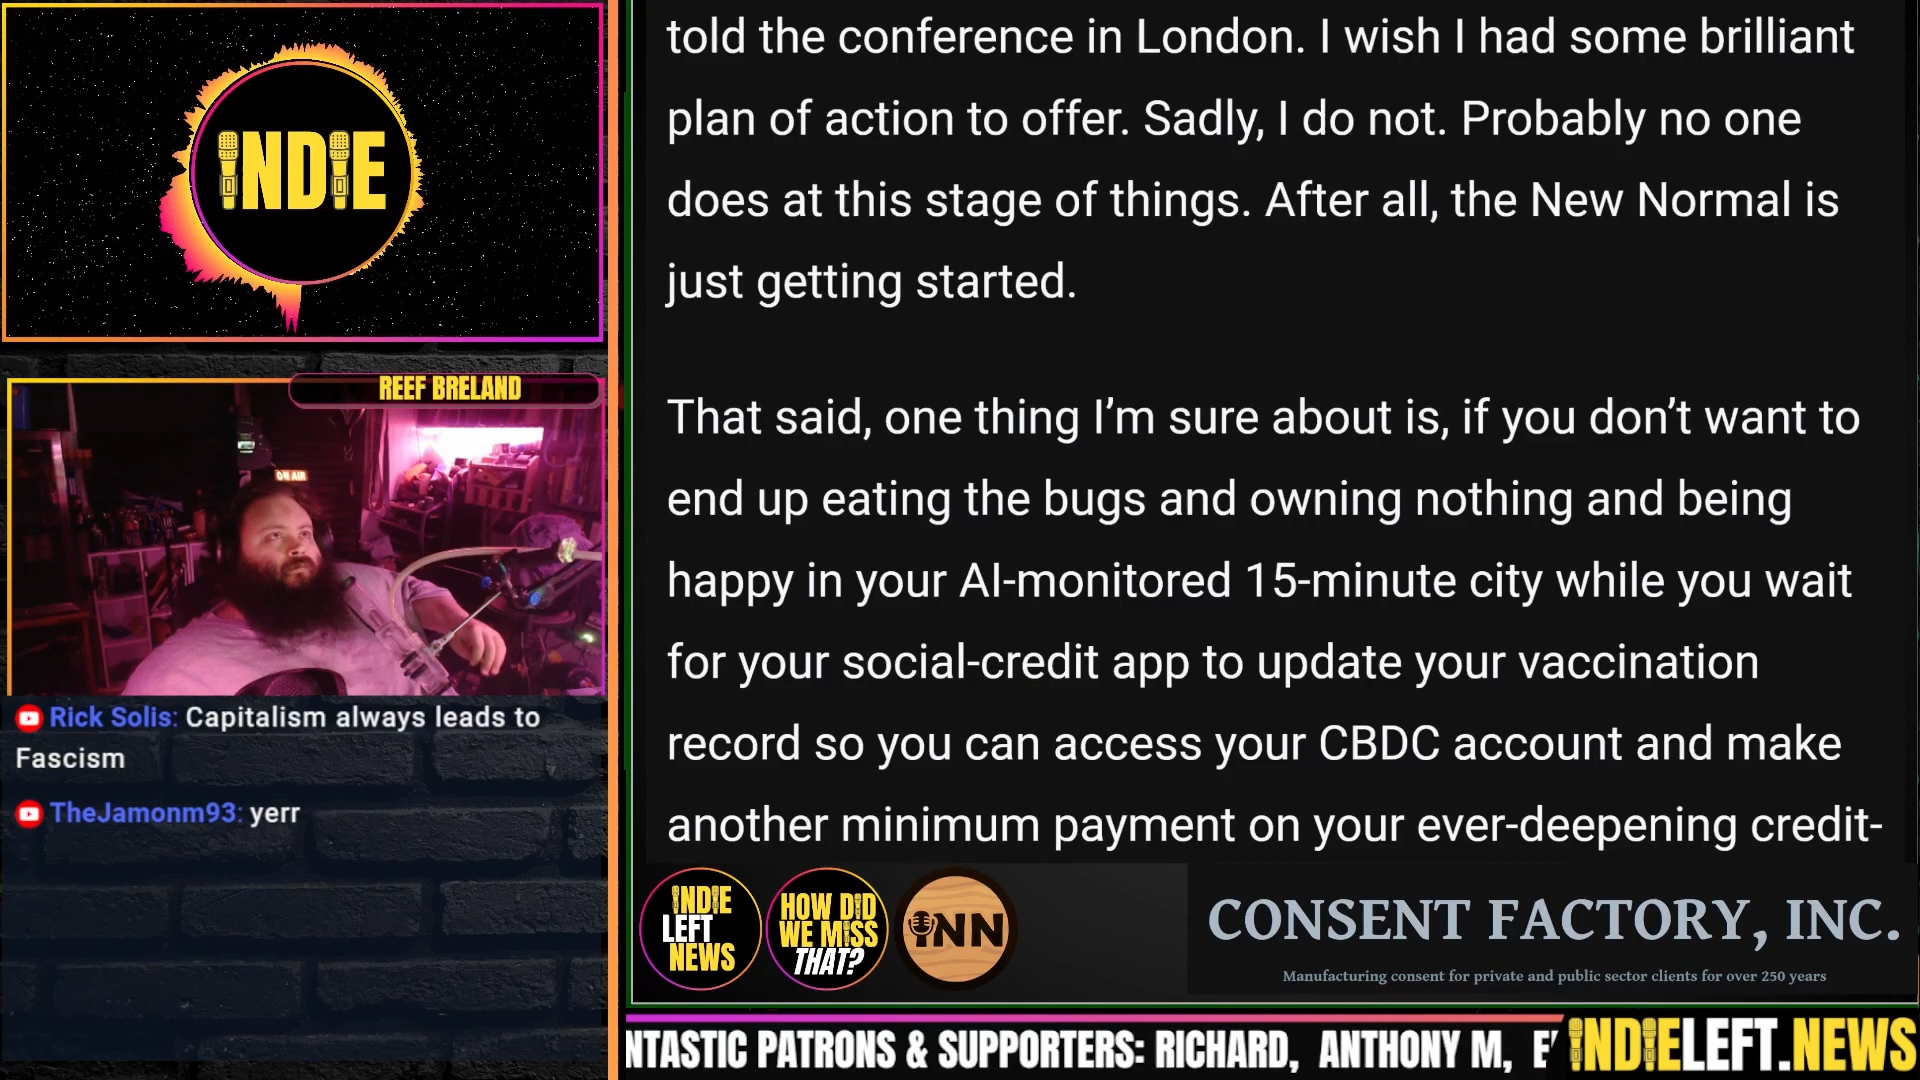 INDIE
REEF BRELAND
ON AIR
Rick Solis: Capitalism always leads to
Fascism
TheJamonm93: yerr
told the conference in London. I wish I had some brilliant
plan of action to offer. Sadly, I do not. Probably no one
does at this stage of things. After all, the New Normal is
just getting started.
That said, one thing I’m sure about is, if you don’t want to
end up eating the bugs and owning nothing and being
happy in your AI-monitored 15-minute city while you wait
for your social-credit app to update your vaccination
record so you can access your CBDC account and make
another minimum payment on your ever-deepening credit-
INDIE
LEFT
NEWS
HOW DID
WE MISS
THAT?
INN
CONSENT FACTORY, INC.
Manufacturing consent for private and public sector clients for over 250 years
NTASTIC PATRONS & SUPPORTERS: RICHARD, ANTHONY M,
INDIELEFT.NEWS